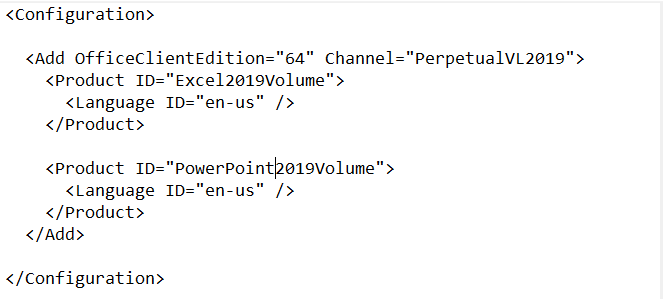 <Configuration>
<Add OfficeClientEdition="64" Channel="PerpetualVL2019">
<Product ID="Excel2019Volume">
<Language ID="en-us" />
</Product>
<Product ID="PowerPoint2019Volume">
<Language ID="en-us" />
</Product>
</Add>
</Configuration>